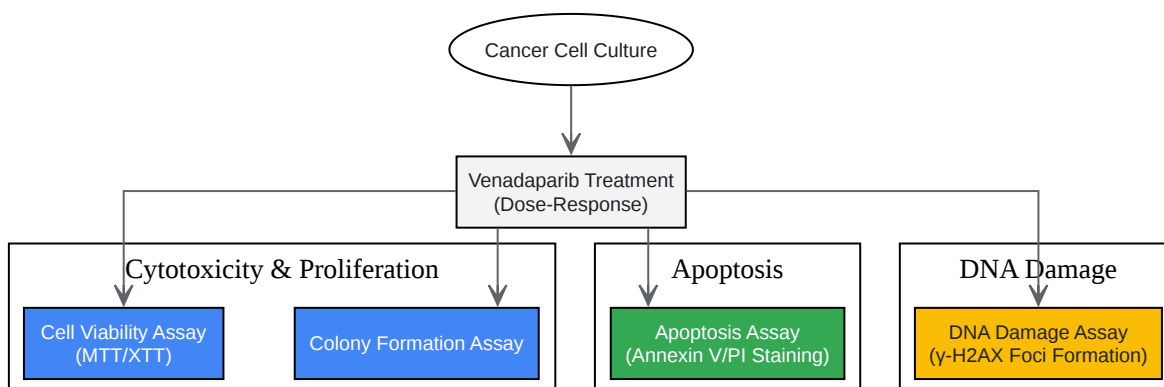 Cancer Cell Culture
Venadaparib Treatment
(Dose-Response)
Cytotoxicity & Proliferation
Apoptosis
DNA Damage
Cell Viability Assay
(MTT/XTT)
Colony Formation Assay
Apoptosis Assay
(Annexin V/PI Staining)
DNA Damage Assay
(γ-H2AX Foci Formation)